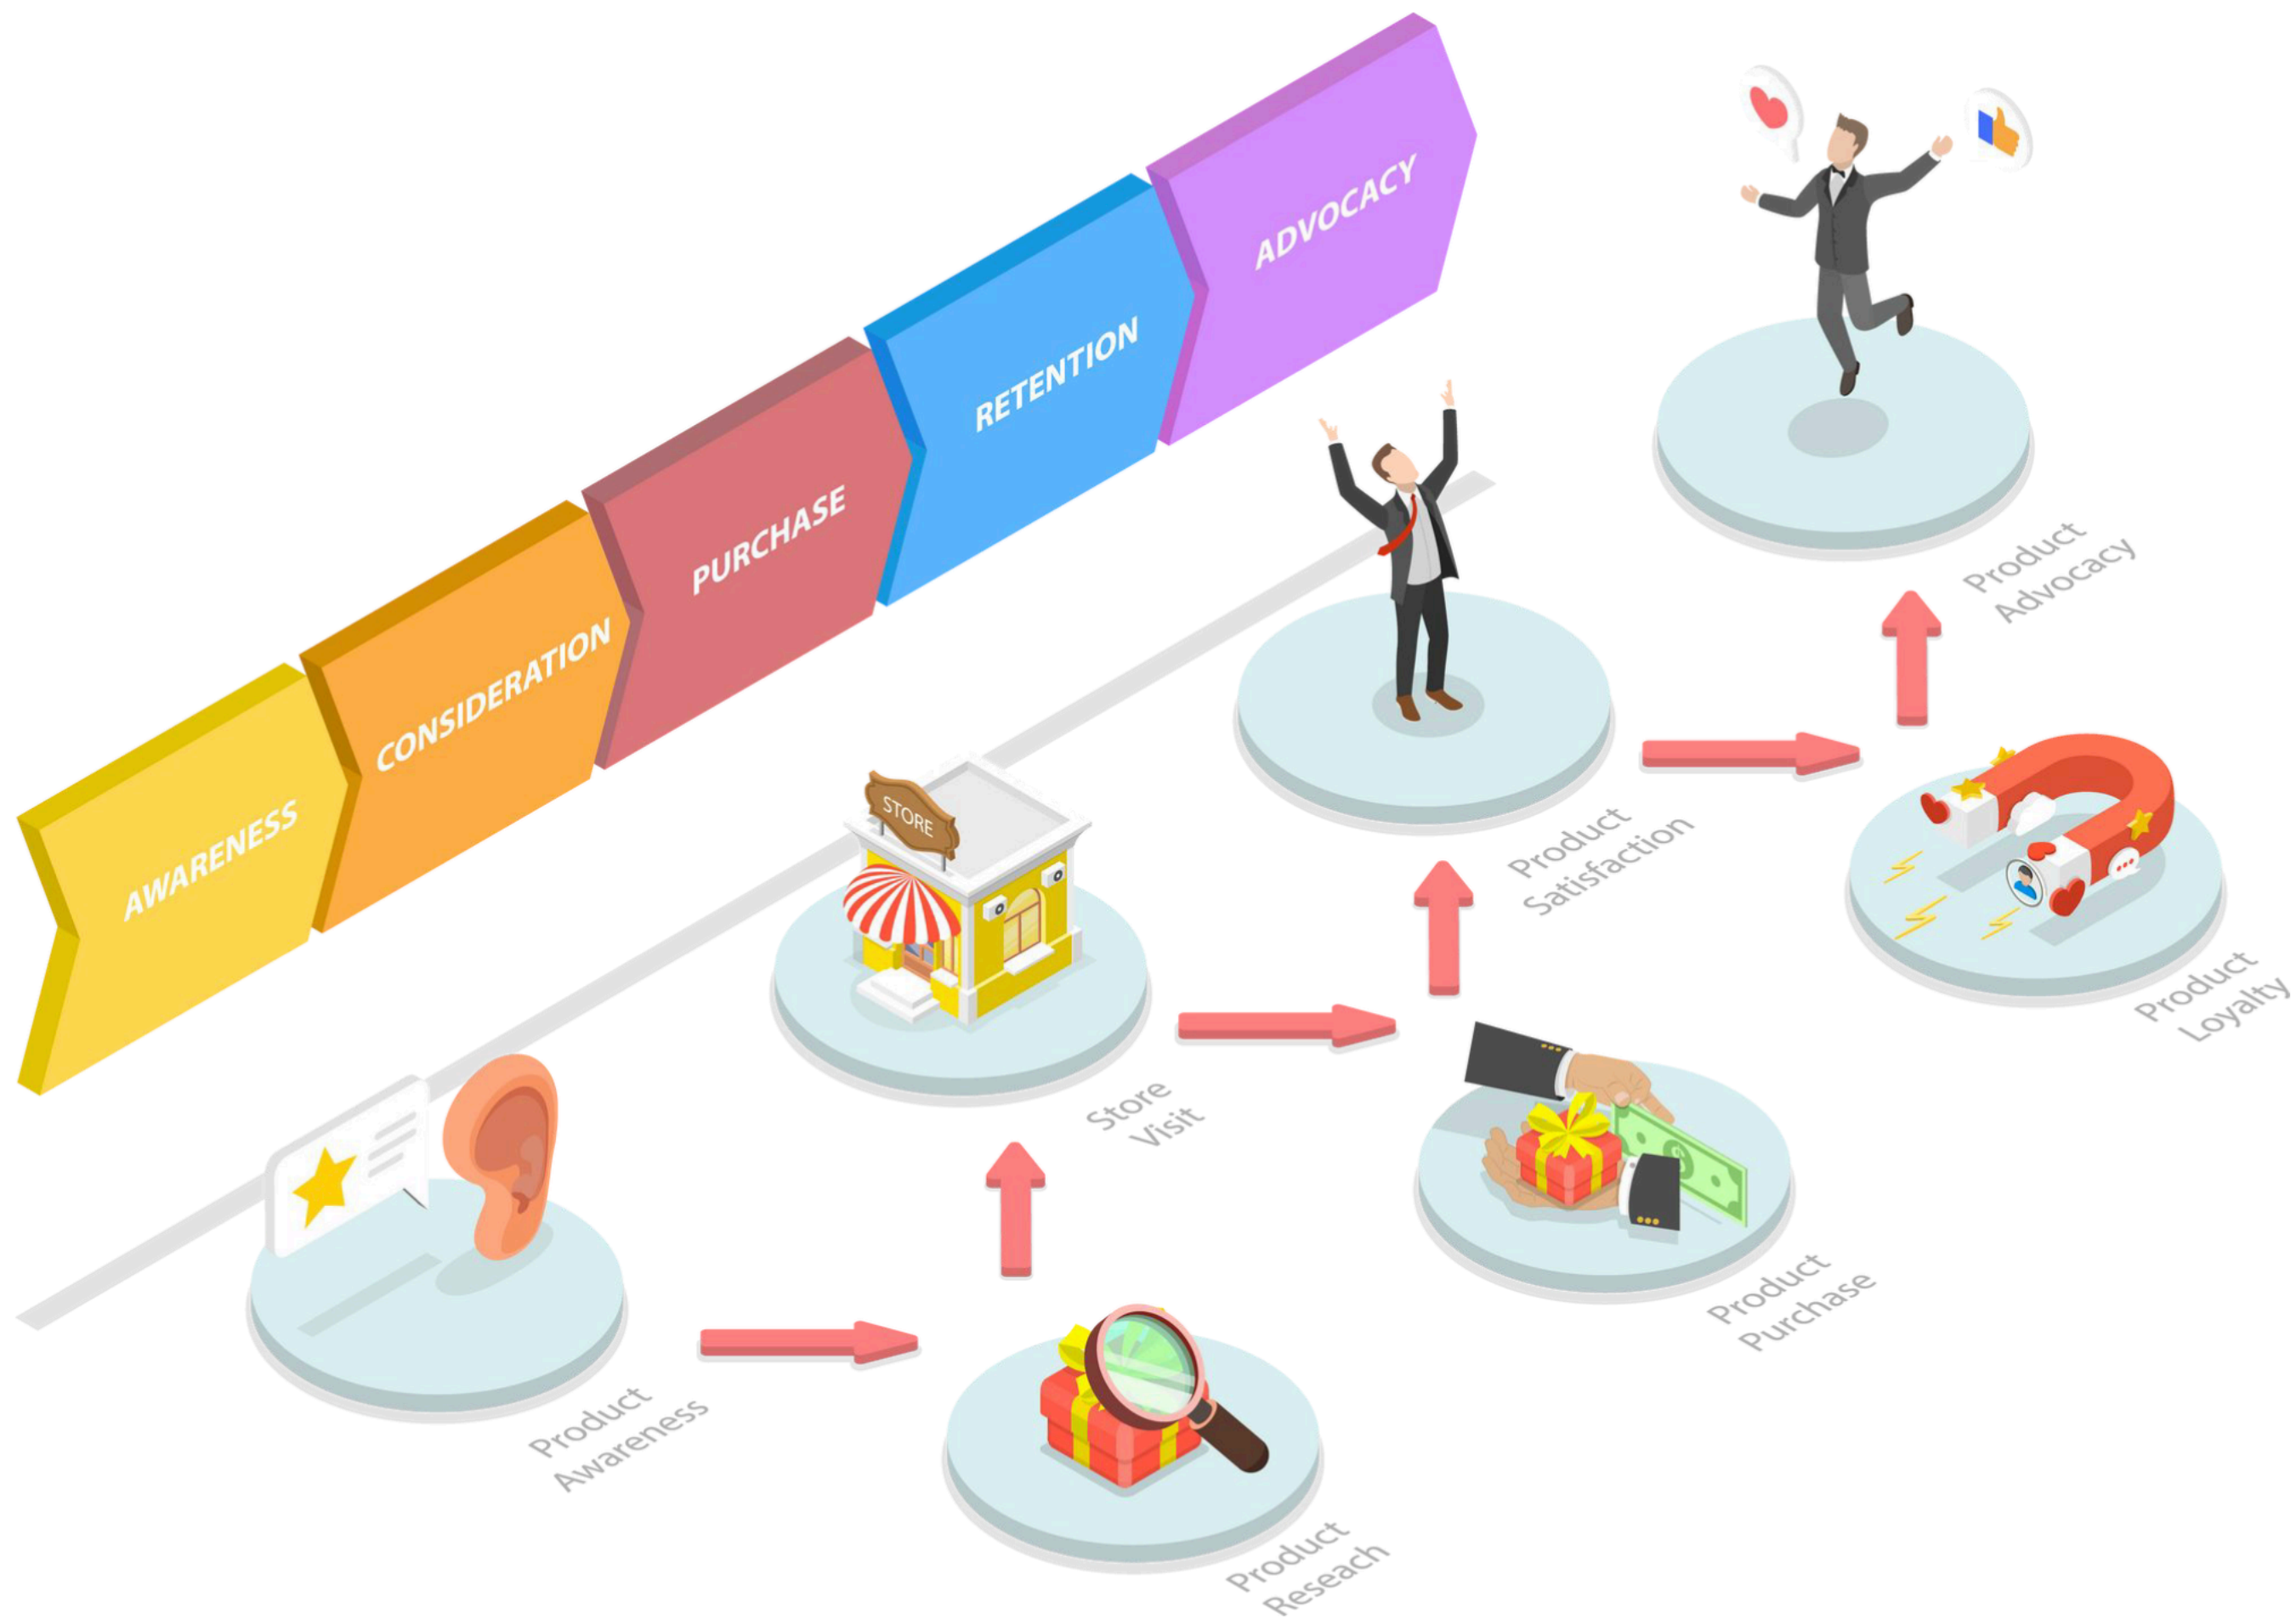 AWARENESS
CONSIDERATION
PURCHASE
RETENTION
ADVOCACY
STORE
Product
Awareness
Product
Reseach
Store
Visit
Product
Purchase
Product
Satisfaction
Product
Loyalty
Product
Advocacy